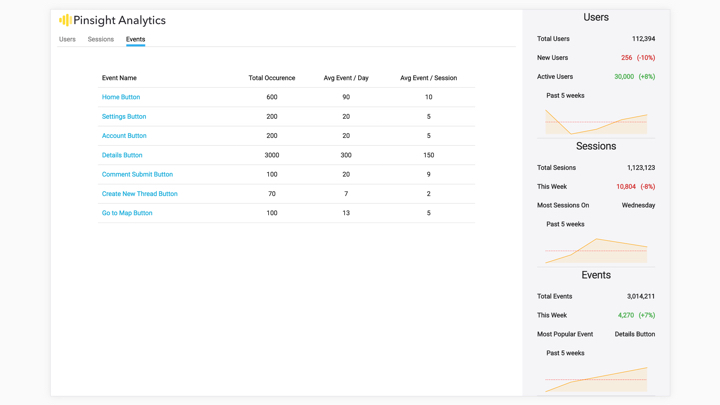 Pinsight Analytics
Users Sessions Events
Event Name Total Occurence Avg Event / Day Avg Event / Session
Home Button 600 90 10
Settings Button 200 20 5
Account Button 200 20 5
Details Button 3000 300 150
Comment Submit Button 100 20 9
Create New Thread Button 70 7 2
Go to Map Button 100 13 5
Users
Total Users 112,394
New Users 256 (-10%)
Active Users 30,000 (+8%)
Past 5 weeks
Sessions
Total Sesions 1,123,123
This Week 10,804 (-8%)
Most Sessions On Wednesday
Past 5 weeks
Events
Total Events 3,014,211
This Week 4,270 (+7%)
Most Popular Event Details Button
Past 5 weeks